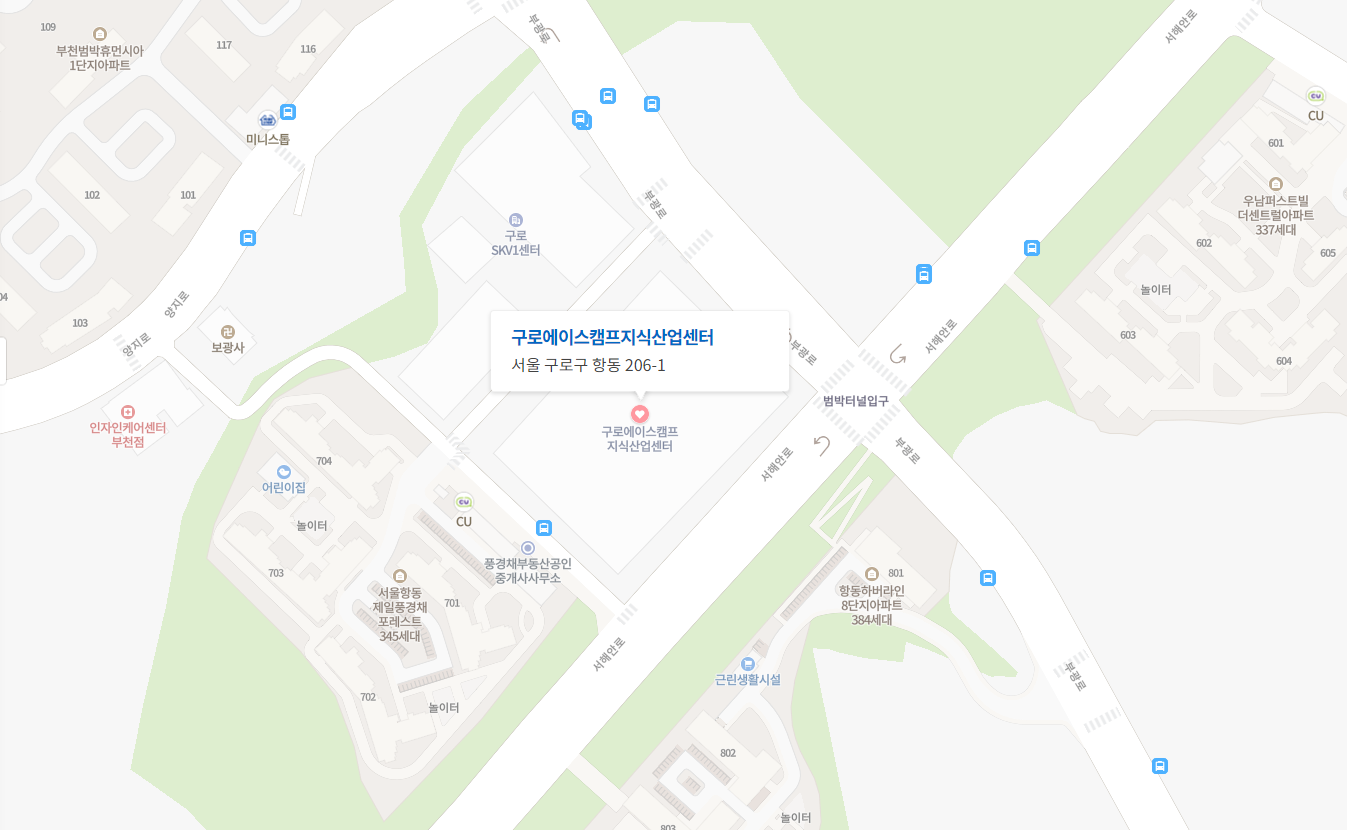 109
부천범박휴먼시아
1단지아파트
117
116
부광로
서해안로
CU
미니스톱
601
102
101
부광로
우남퍼스트빌
더센트럴아파트
337세대
구로
SKV1센터
602
605
놀이터
04
103
양지로
양지로
보광사
구로에이스캠프지식산업센터
서울 구로구 항동 206-1
부광로
서해안로
603
604
범박터널입구
인자인케어센터
부천점
구로에이스캠프
지식산업센터
704
서해안로
부광로
어린이집
CU
놀이터
풍경채부동산공인
중개사사무소
703
서울항동
제일풍경채
포레스트
345세대
701
801
항동하버라인
8단지아파트
384세대
서해안로
근린생활시설
부광로
702
놀이터
802
놀이터
803